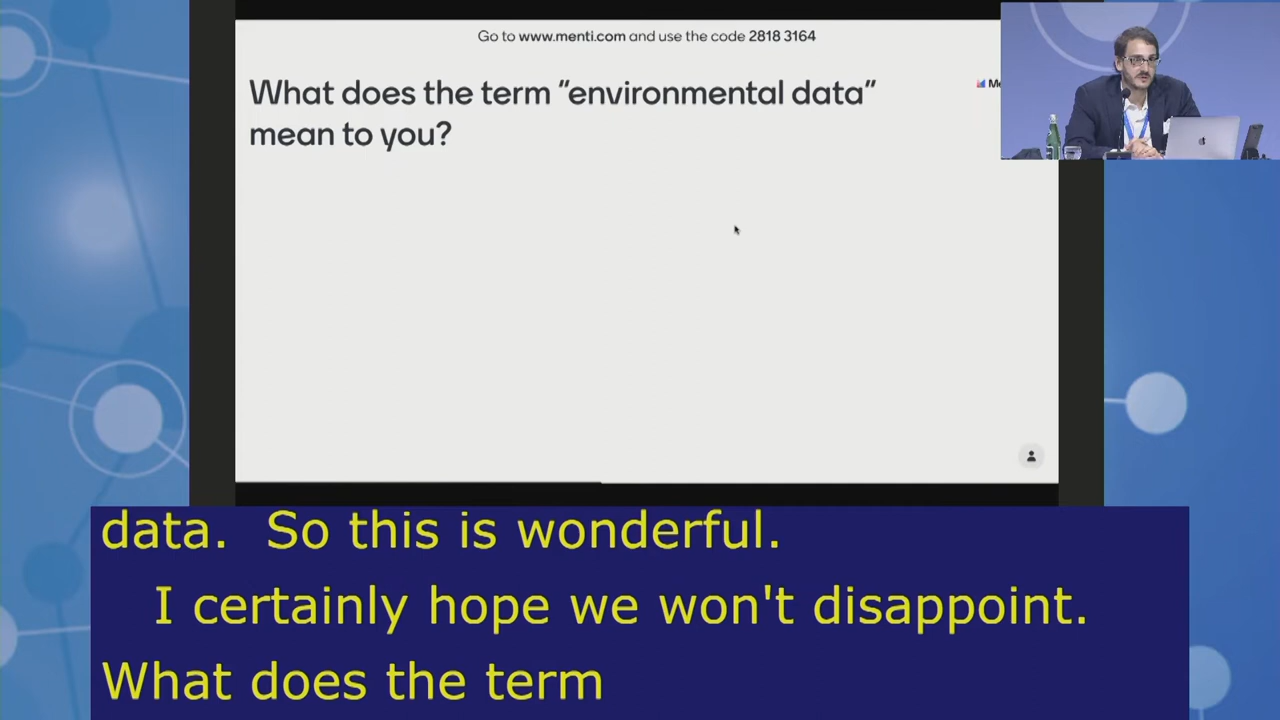 Go to www.menti.com and use the code 2818 3164
What does the term "environmental data"
mean to you?
data. So this is wonderful.
I certainly hope we won't disappoint.
What does the term